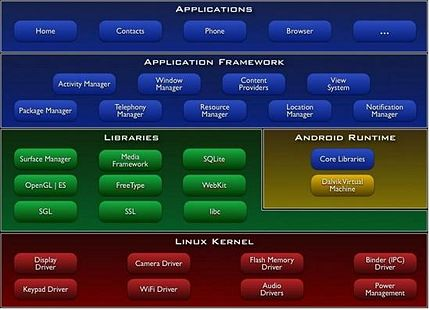 APPLICATIONS
Home Contacts Phone Browser ...
APPLICATION FRAMEWORK
Activity Manager Window Manager Content Providers View System
Package Manager Telephony Manager Resource Manager Location Manager Notification Manager
LIBRARIES
Surface Manager Media Framework SQLite
OpenGL | ES FreeType WebKit
SGL SSL libc
ANDROID RUNTIME
Core Libraries
Dalvik Virtual Machine
LINUX KERNEL
Display Driver Camera Driver Flash Memory Driver Binder (IPC) Driver
Keypad Driver WiFi Driver Audio Drivers Power Management